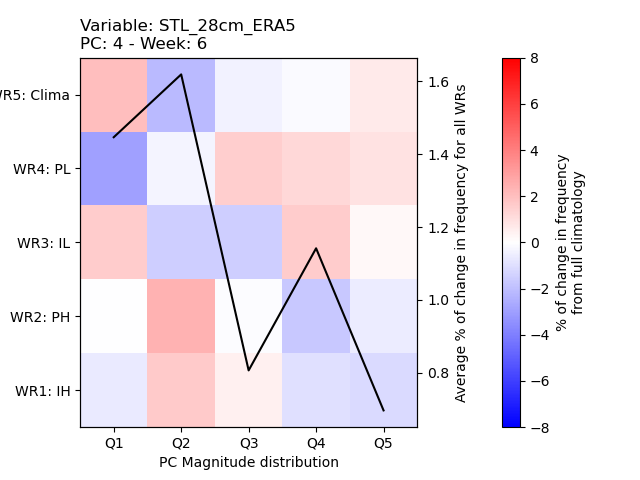 Variable: STL_28cm_ERA5
PC: 4 - Week: 6
WR5: Clima
WR4: PL
WR3: IL
WR2: PH
WR1: IH
Q1 Q2 Q3 Q4 Q5
PC Magnitude distribution
1.6
1.4
1.2
1.0
0.8
Average % of change in frequency for all WRs
8
6
4
2
0
−2
−4
−6
−8
% of change in frequency
from full climatology